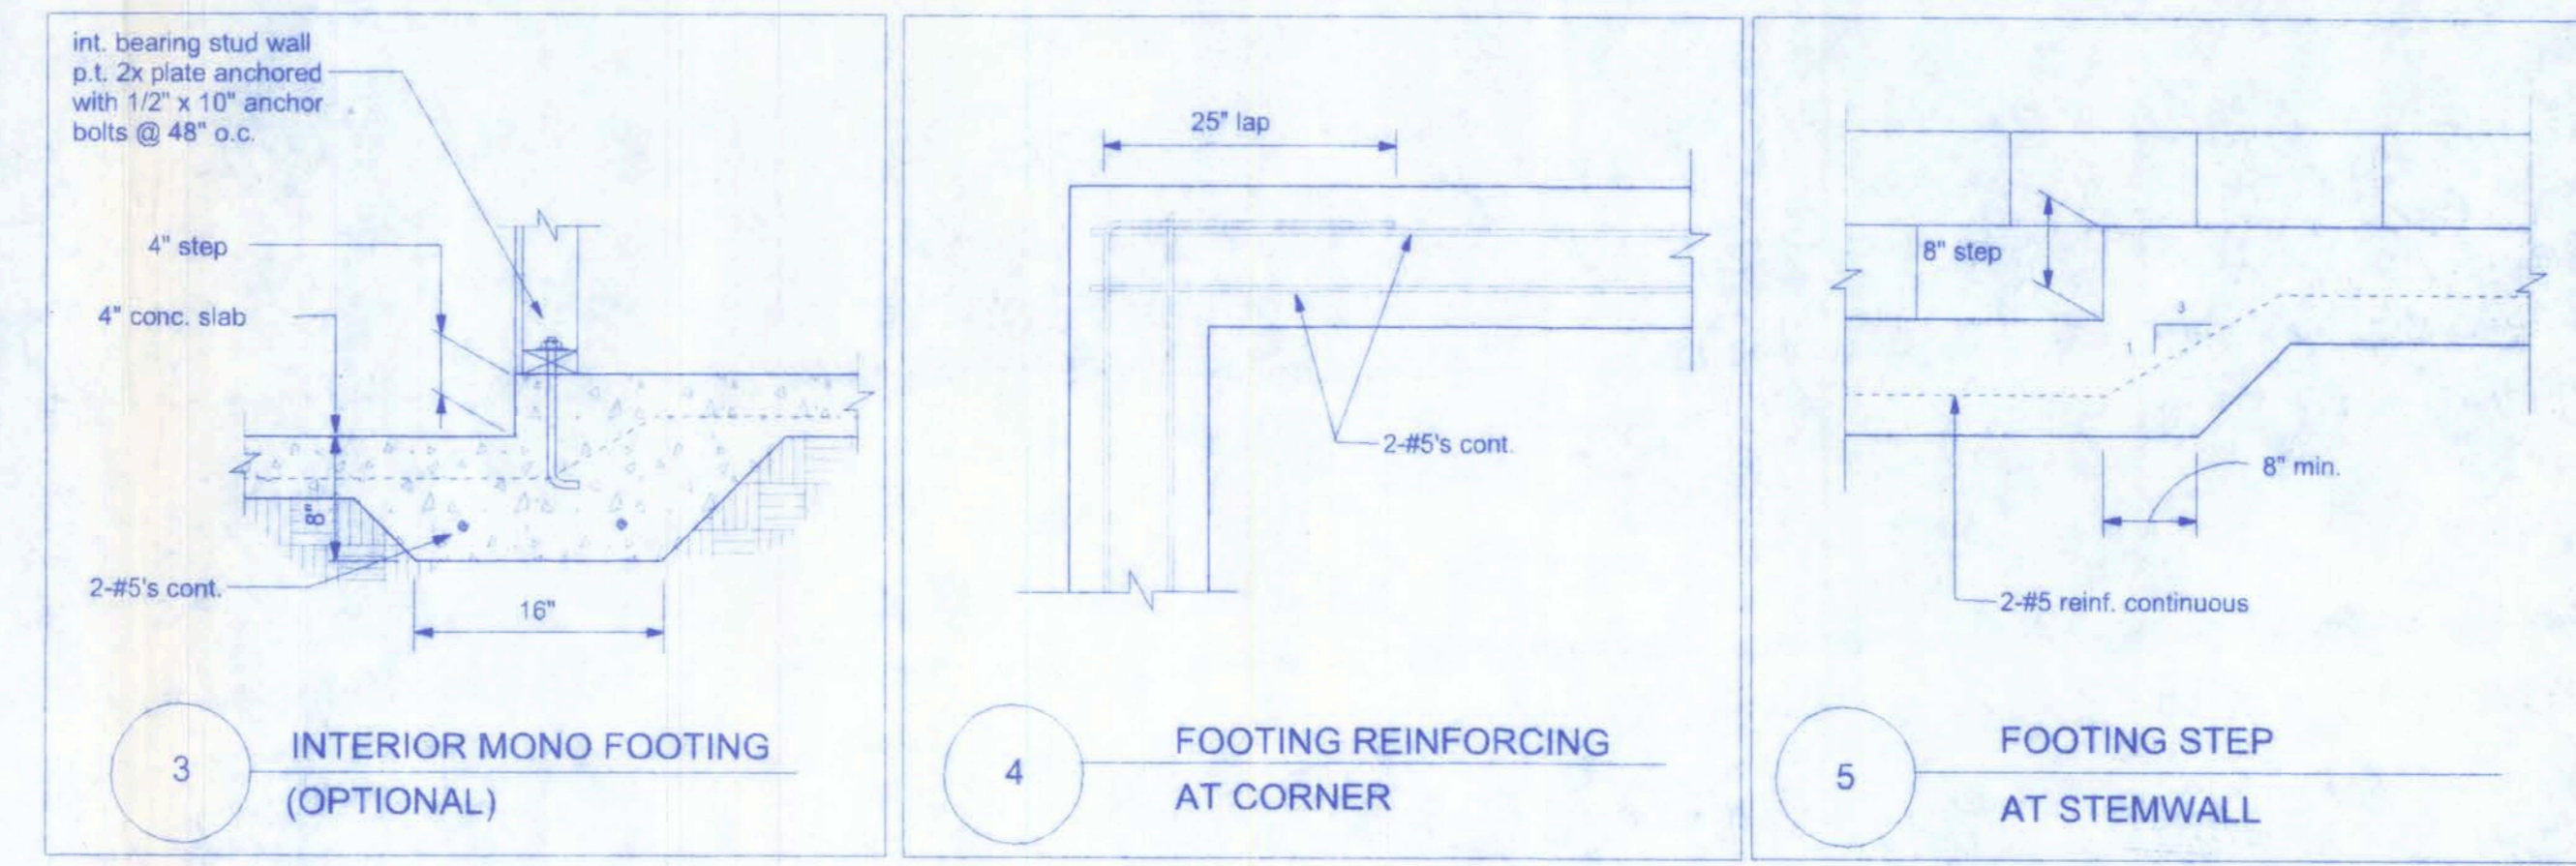 int. bearing stud wall
p.t. 2x plate anchored
with 1/2" x 10" anchor
bolts @ 48" o.c.
4" step
4" conc. slab
8"
2-#5's cont.
16"
3
INTERIOR MONO FOOTING
(OPTIONAL)
25" lap
2-#5's cont.
4
FOOTING REINFORCING
AT CORNER
8" step
3
1
8" min.
2-#5 reinf. continuous
5
FOOTING STEP
AT STEMWALL